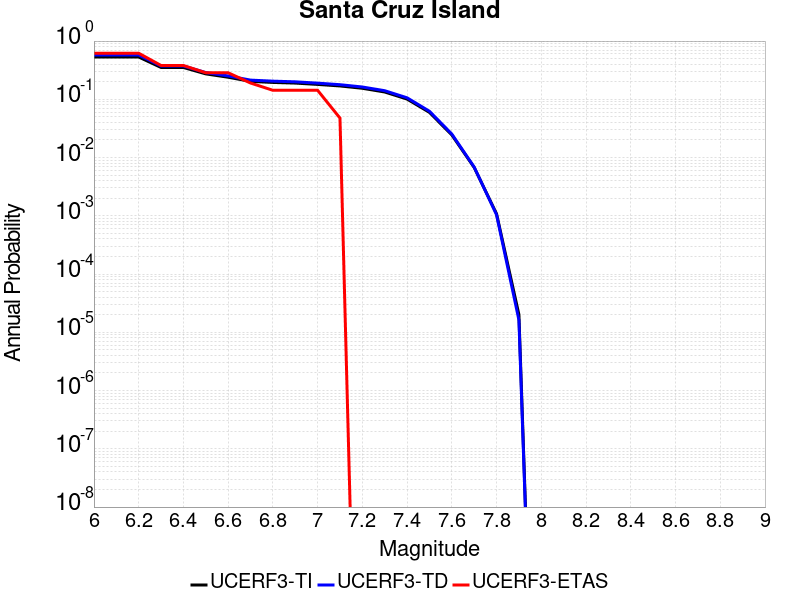 Santa Cruz Island
10^0
10^-1
10^-2
10^-3
10^-4
10^-5
10^-6
10^-7
10^-8
Annual Probability
6 6.2 6.4 6.6 6.8 7 7.2 7.4 7.6 7.8 8 8.2 8.4 8.6 8.8 9
Magnitude
UCERF3-TI UCERF3-TD UCERF3-ETAS